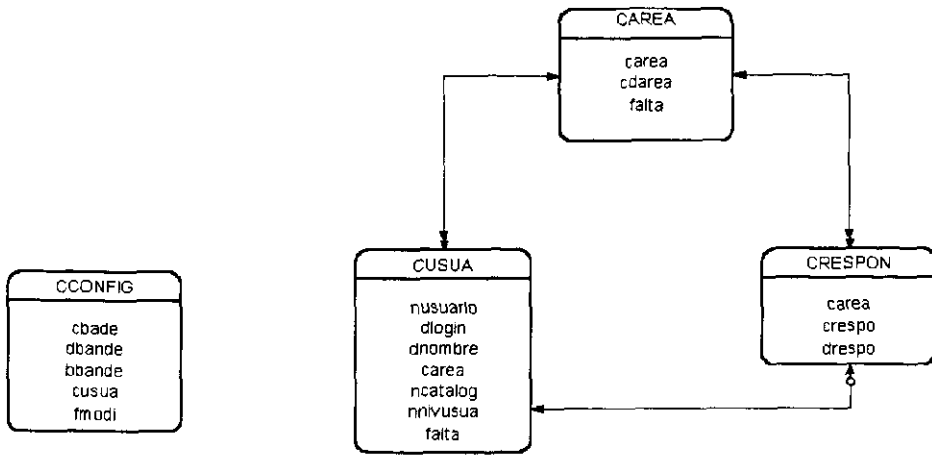 CAREA
carea
cdarea
falta
CUSUA
nusuario
dlogin
dnombre
carea
ncatalog
nnivusua
falta
CRESPON
carea
crespo
drespo
CCONFIG
cbade
dbande
bbande
cusua
fmodi